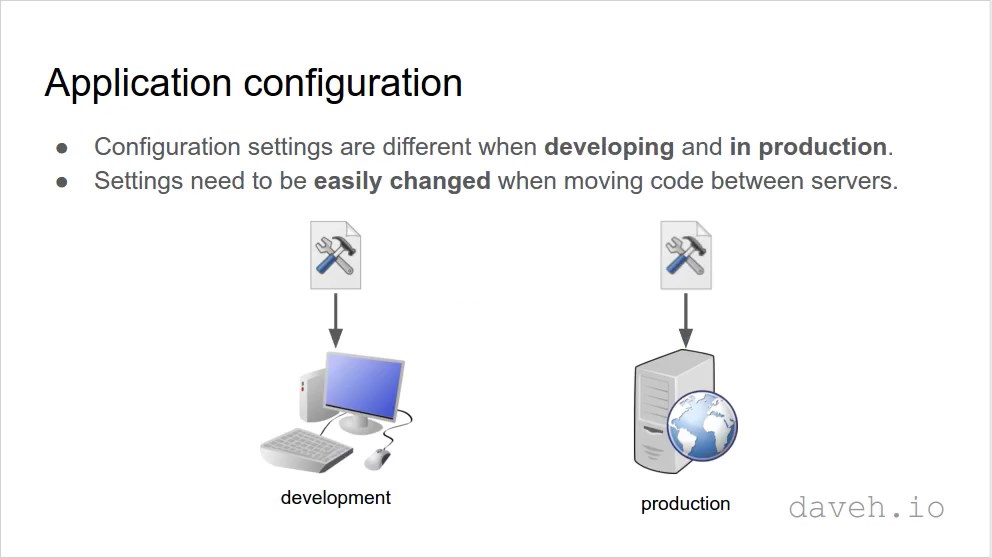 Application configuration
● Configuration settings are different when developing and in production.
● Settings need to be easily changed when moving code between servers.
development
production
daveh.io